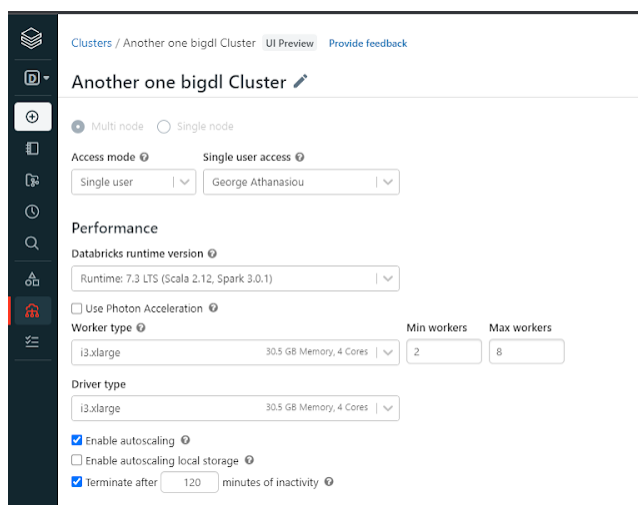 Clusters / Another one bigdl Cluster UI Preview Provide feedback
D
Another one bigdl Cluster
Multi node Single node
Access mode Single user access
Single user George Athanasiou
Performance
Databricks runtime version
Runtime: 7.3 LTS (Scala 2.12, Spark 3.0.1)
Use Photon Acceleration
Worker type Min workers Max workers
i3.xlarge 30.5 GB Memory, 4 Cores 2 8
Driver type
i3.xlarge 30.5 GB Memory, 4 Cores
Enable autoscaling
Enable autoscaling local storage
Terminate after 120 minutes of inactivity